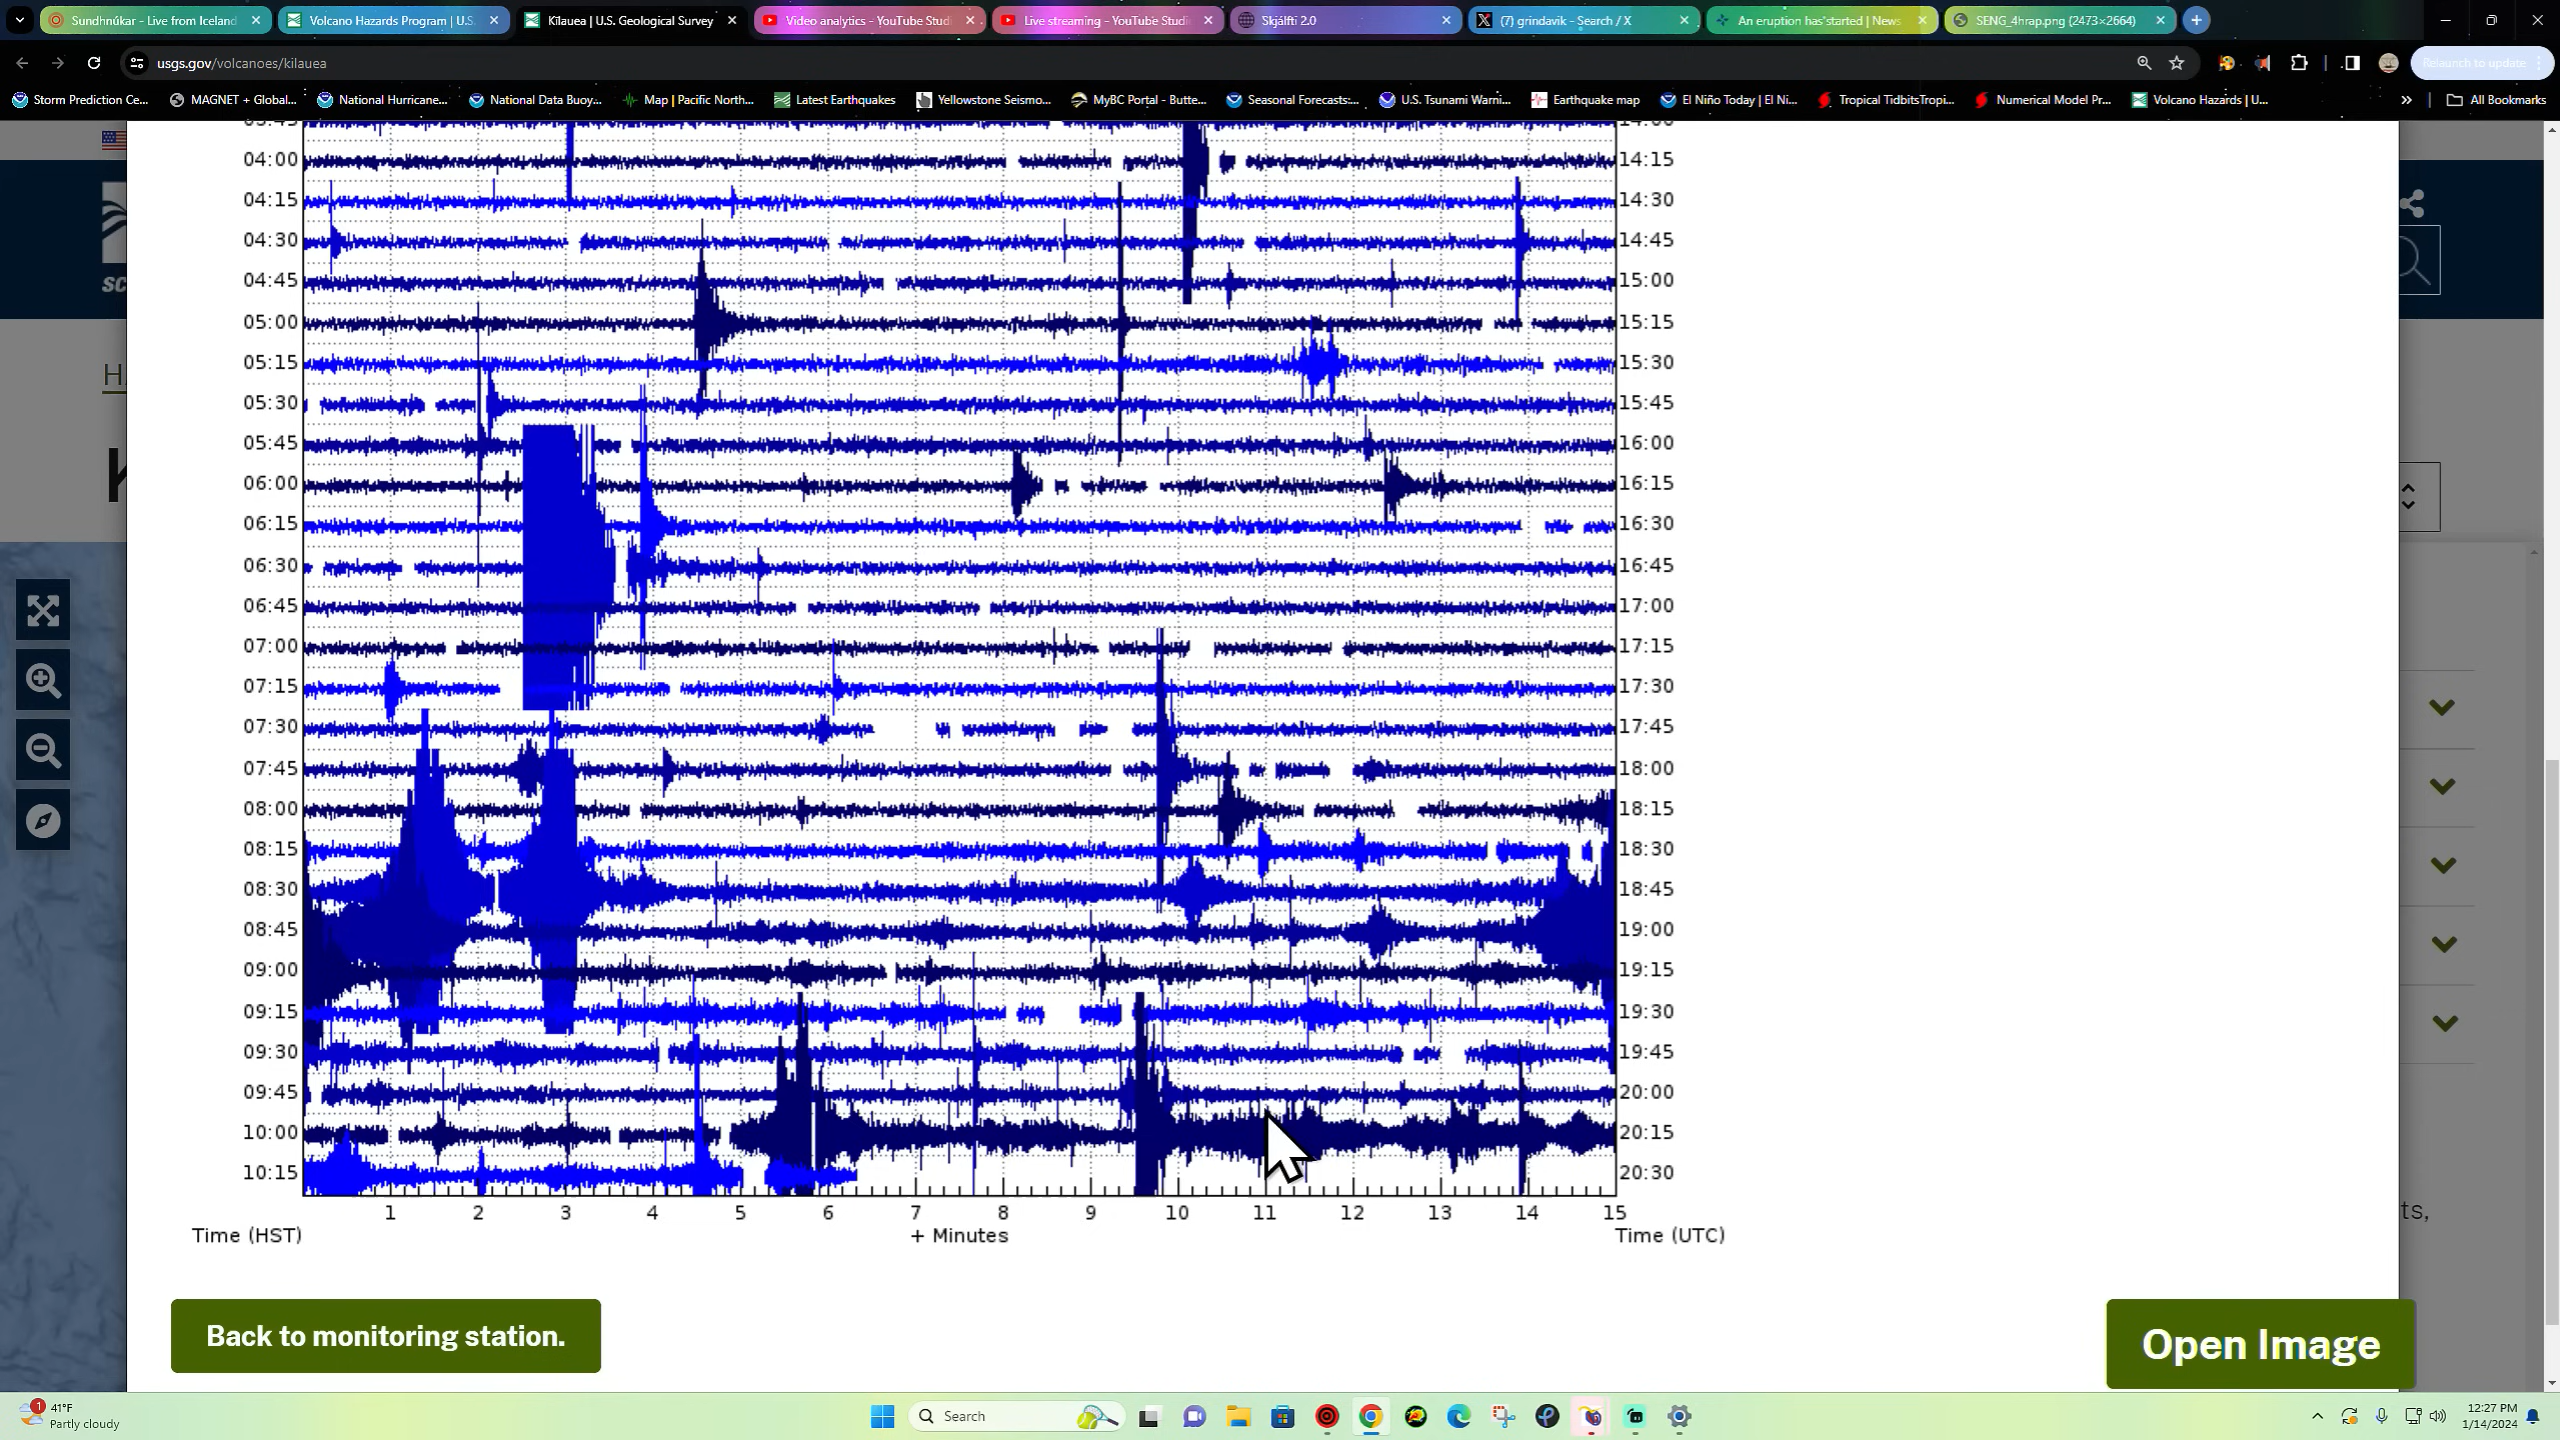 Sundhnúkar - Live from Iceland
Volcano Hazards Program | U.S.
Kīlauea | U.S. Geological Survey
Video analytics - YouTube Studi
Live streaming - YouTube Studi
Skjálfti 2.0
(7) grindavik - Search / X
An eruption has started | News
SENG_4hrap.png (2473×2664)
usgs.gov/volcanoes/kilauea
Relaunch to update
Storm Prediction Ce...
MAGNET + Global...
National Hurricane...
National Data Buoy...
Map | Pacific North...
Latest Earthquakes
Yellowstone Seismo...
MyBC Portal - Butte...
Seasonal Forecasts:...
U.S. Tsunami Warni...
Earthquake map
El Niño Today | El Ni...
Tropical TidbitsTropi...
Numerical Model Pr...
Volcano Hazards | U...
All Bookmarks
03:45 14:00
04:00 14:15
04:15 14:30
04:30 14:45
04:45 15:00
05:00 15:15
05:15 15:30
05:30 15:45
05:45 16:00
06:00 16:15
06:15 16:30
06:30 16:45
06:45 17:00
07:00 17:15
07:15 17:30
07:30 17:45
07:45 18:00
08:00 18:15
08:15 18:30
08:30 18:45
08:45 19:00
09:00 19:15
09:15 19:30
09:30 19:45
09:45 20:00
10:00 20:15
10:15 20:30
1 2 3 4 5 6 7 8 9 10 11 12 13 14 15
Time (HST) + Minutes Time (UTC)
ts,
Back to monitoring station.
Open Image
1
41°F
Partly cloudy
Search
12:27 PM
1/14/2024